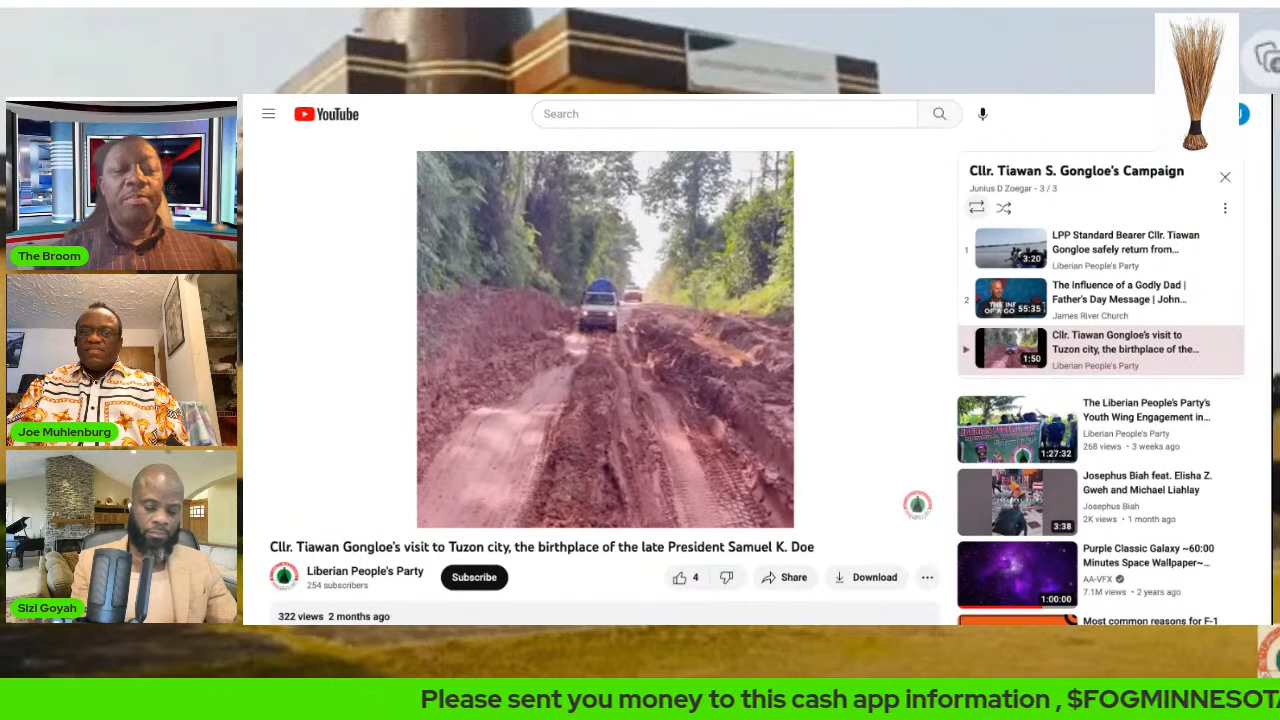 YouTube
Search
Cllr. Tiawan S. Gongloe's Campaign
Junius D Zoegar - 3 / 3
1
3:20
LPP Standard Bearer Cllr. Tiawan
Gongloe safely return from...
Liberian People's Party
2
55:35
The Influence of a Godly Dad |
Father's Day Message | John...
James River Church
1:50
Cllr. Tiawan Gongloe's visit to
Tuzon city, the birthplace of the...
Liberian People's Party
1:27:32
The Liberian People's Party's
Youth Wing Engagement in...
Liberian People's Party
268 views • 3 weeks ago
3:38
Josephus Biah feat. Elisha Z.
Gweh and Michael Liahlay
Josephus Biah
2K views • 1 month ago
1:00:00
Purple Classic Galaxy ~60:00
Minutes Space Wallpaper~...
AA-VFX
7.1M views • 2 years ago
Most common reasons for F-1
The Broom
Joe Muhlenburg
Sizi Goyah
Cllr. Tiawan Gongloe's visit to Tuzon city, the birthplace of the late President Samuel K. Doe
Liberian People's Party
254 subscribers
Subscribe
4
Share
Download
322 views 2 months ago
Please sent you money to this cash app information , $FOGMINNESOTA